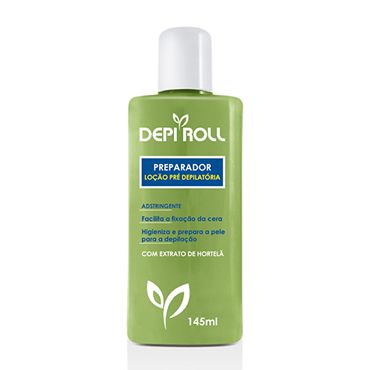 DEPI ROLL
PREPARADOR
LOÇÃO PRÉ DEPILATÓRIA
ADSTRINGENTE
Facilita a fixação da cera
Higieniza e prepara a pele
para a depilação
COM EXTRATO DE HORTELÃ
145ml